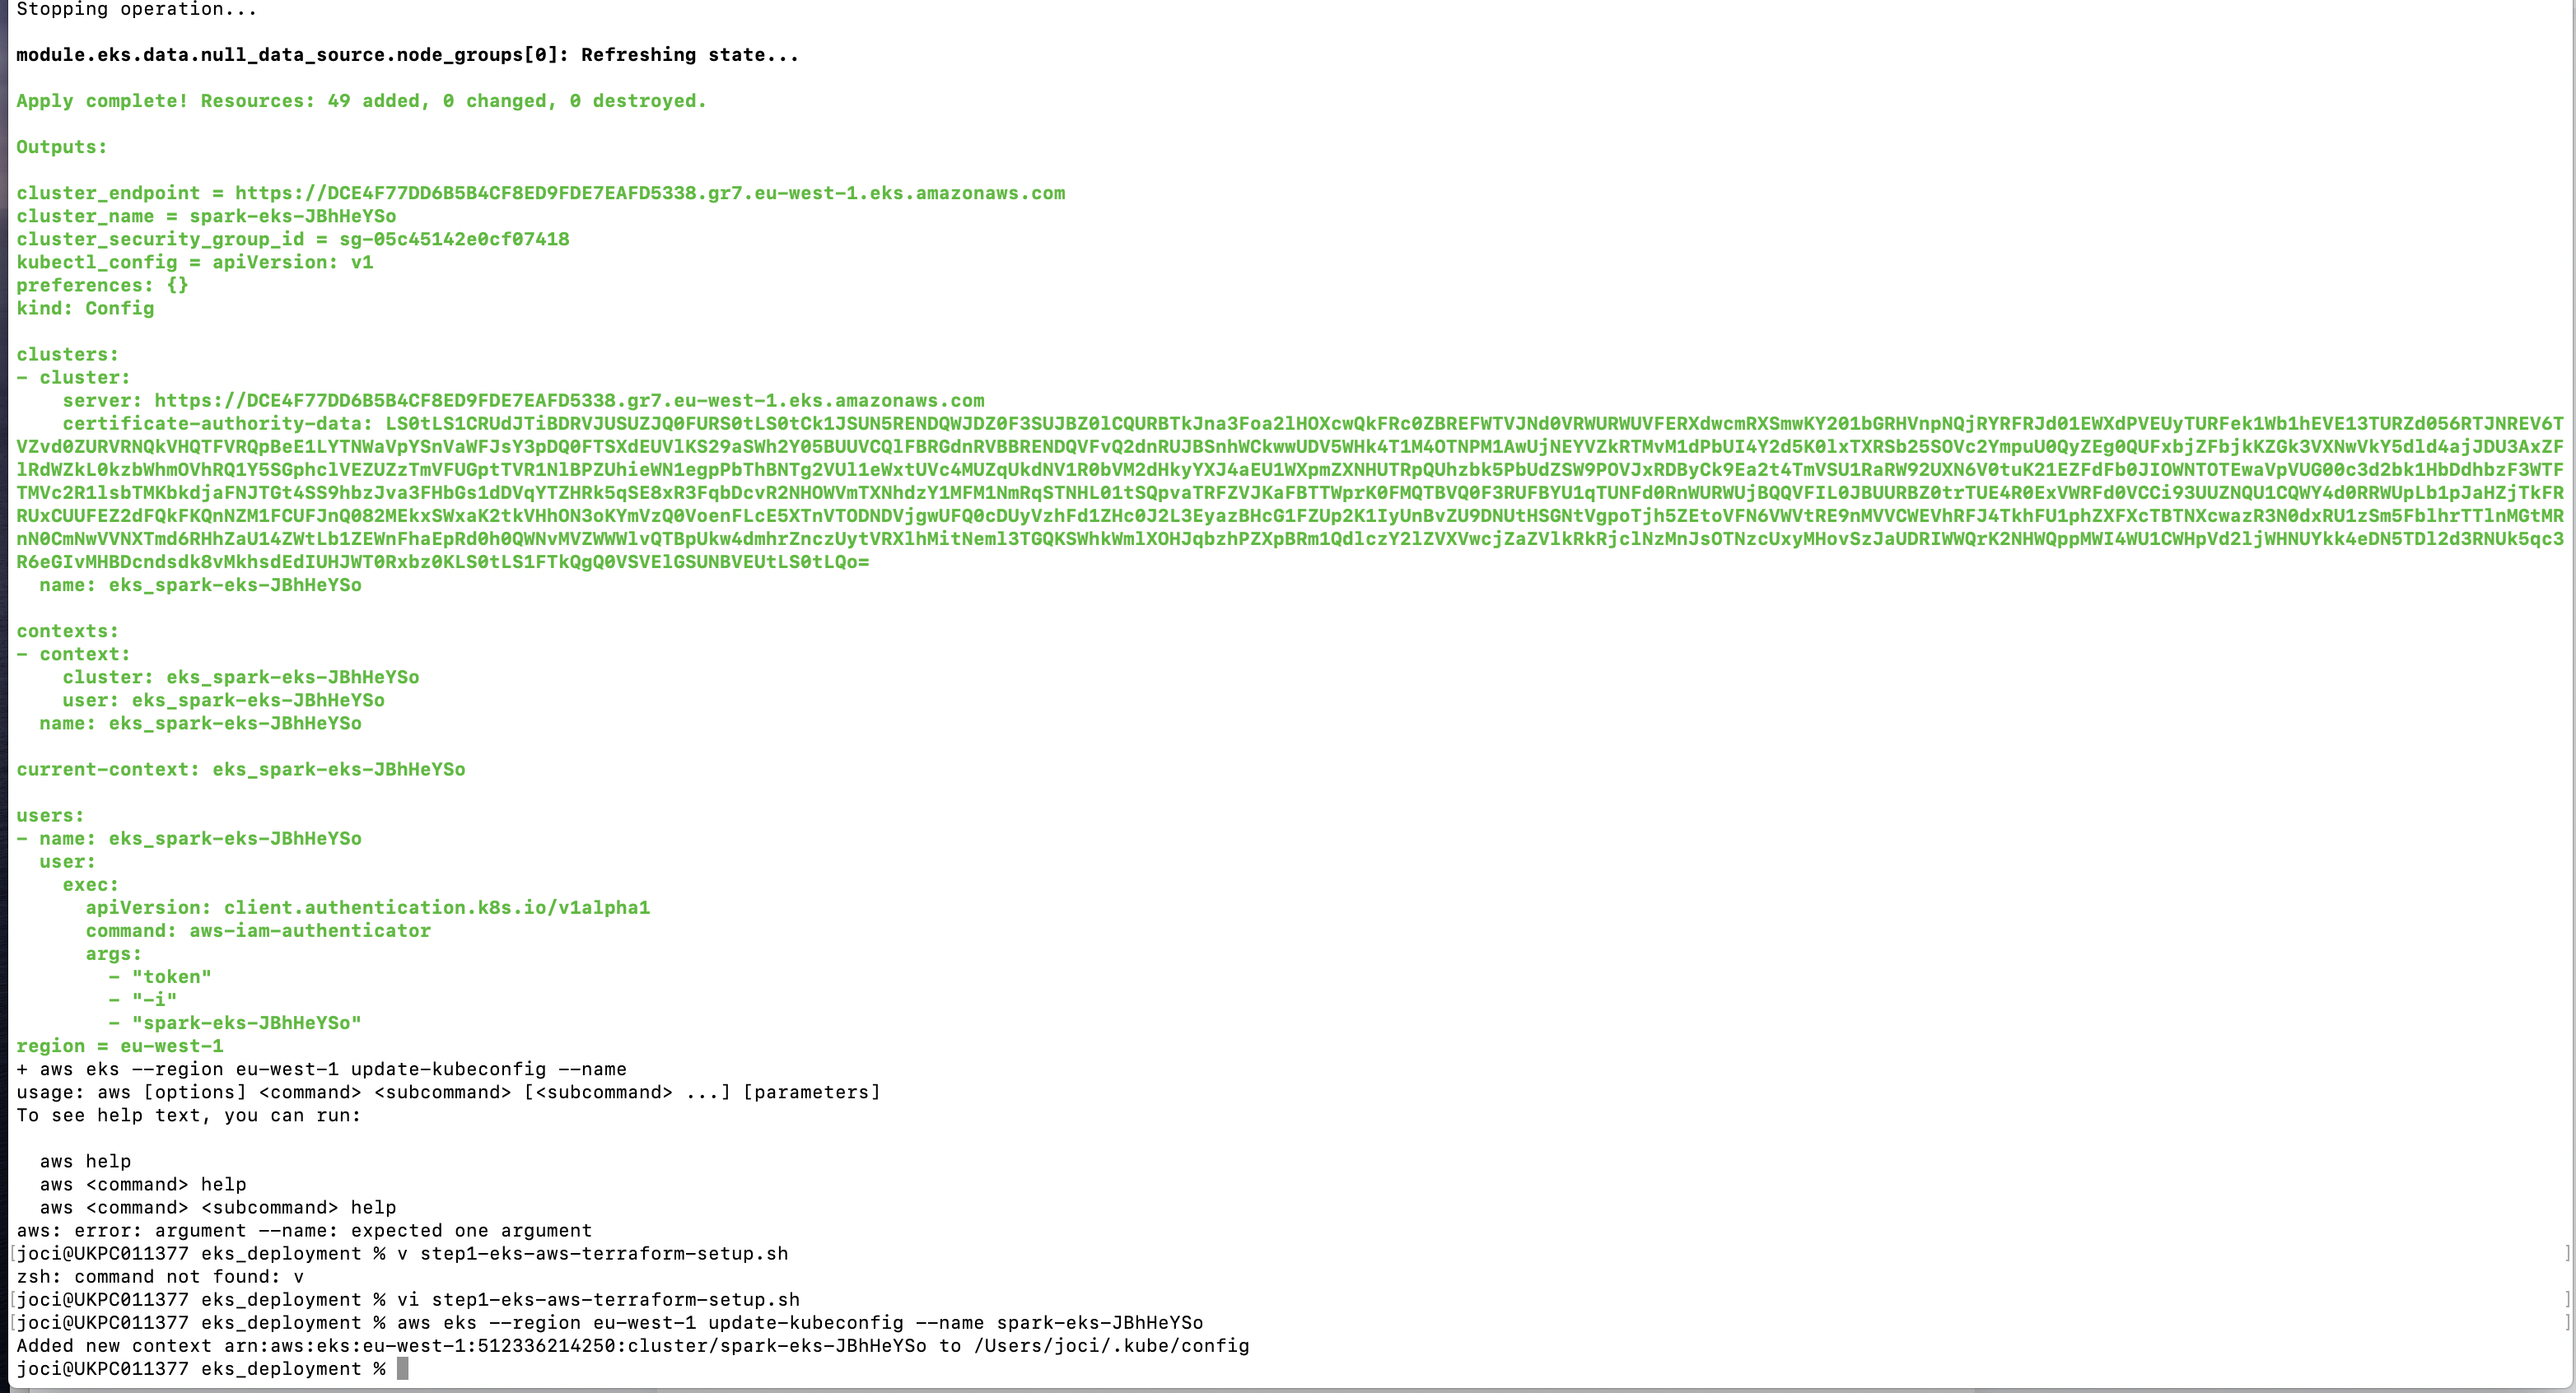 Stopping operation...
module.eks.data.null_data_source.node_groups[0]: Refreshing state...
Apply complete! Resources: 49 added, 0 changed, 0 destroyed.
Outputs:
cluster_endpoint = https://DCE4F77DD6B5B4CF8ED9FDE7EAFD5338.gr7.eu-west-1.eks.amazonaws.com
cluster_name = spark-eks-JBhHeYSo
cluster_security_group_id = sg-05c45142e0cf07418
kubectl_config = apiVersion: v1
preferences: {}
kind: Config
clusters:
- cluster:
    server: https://DCE4F77DD6B5B4CF8ED9FDE7EAFD5338.gr7.eu-west-1.eks.amazonaws.com
    certificate-authority-data:
  name: eks_spark-eks-JBhHeYSo
contexts:
- context:
    cluster: eks_spark-eks-JBhHeYSo
    user: eks_spark-eks-JBhHeYSo
  name: eks_spark-eks-JBhHeYSo
current-context: eks_spark-eks-JBhHeYSo
users:
- name: eks_spark-eks-JBhHeYSo
  user:
    exec:
      apiVersion: client.authentication.k8s.io/v1alpha1
      command: aws-iam-authenticator
      args:
        - "token"
        - "-i"
        - "spark-eks-JBhHeYSo"
region = eu-west-1
+ aws eks --region eu-west-1 update-kubeconfig --name
usage: aws [options] <command> <subcommand> [<subcommand> ...] [parameters]
To see help text, you can run:
  aws help
  aws <command> help
  aws <command> <subcommand> help
aws: error: argument --name: expected one argument
[joci@UKPC011377 eks_deployment % v step1-eks-aws-terraform-setup.sh ]
zsh: command not found: v
[joci@UKPC011377 eks_deployment % vi step1-eks-aws-terraform-setup.sh ]
[joci@UKPC011377 eks_deployment % aws eks --region eu-west-1 update-kubeconfig --name spark-eks-JBhHeYSo ]
Added new context arn:aws:eks:eu-west-1:512336214250:cluster/spark-eks-JBhHeYSo to /Users/joci/.kube/config
joci@UKPC011377 eks_deployment %